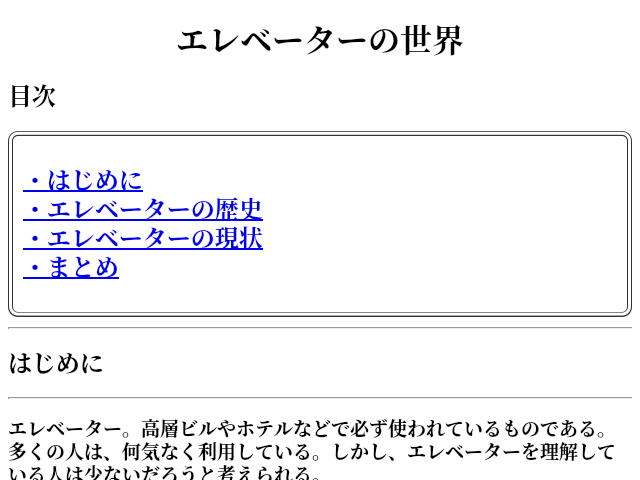 エレベーターの世界
目次
・はじめに
・エレベーターの歴史
・エレベーターの現状
・まとめ
はじめに
エレベーター。高層ビルやホテルなどで必ず使われているものである。
多くの人は、何気なく利用している。しかし、エレベーターを理解して
いる人は少ないだろうと考えられる。